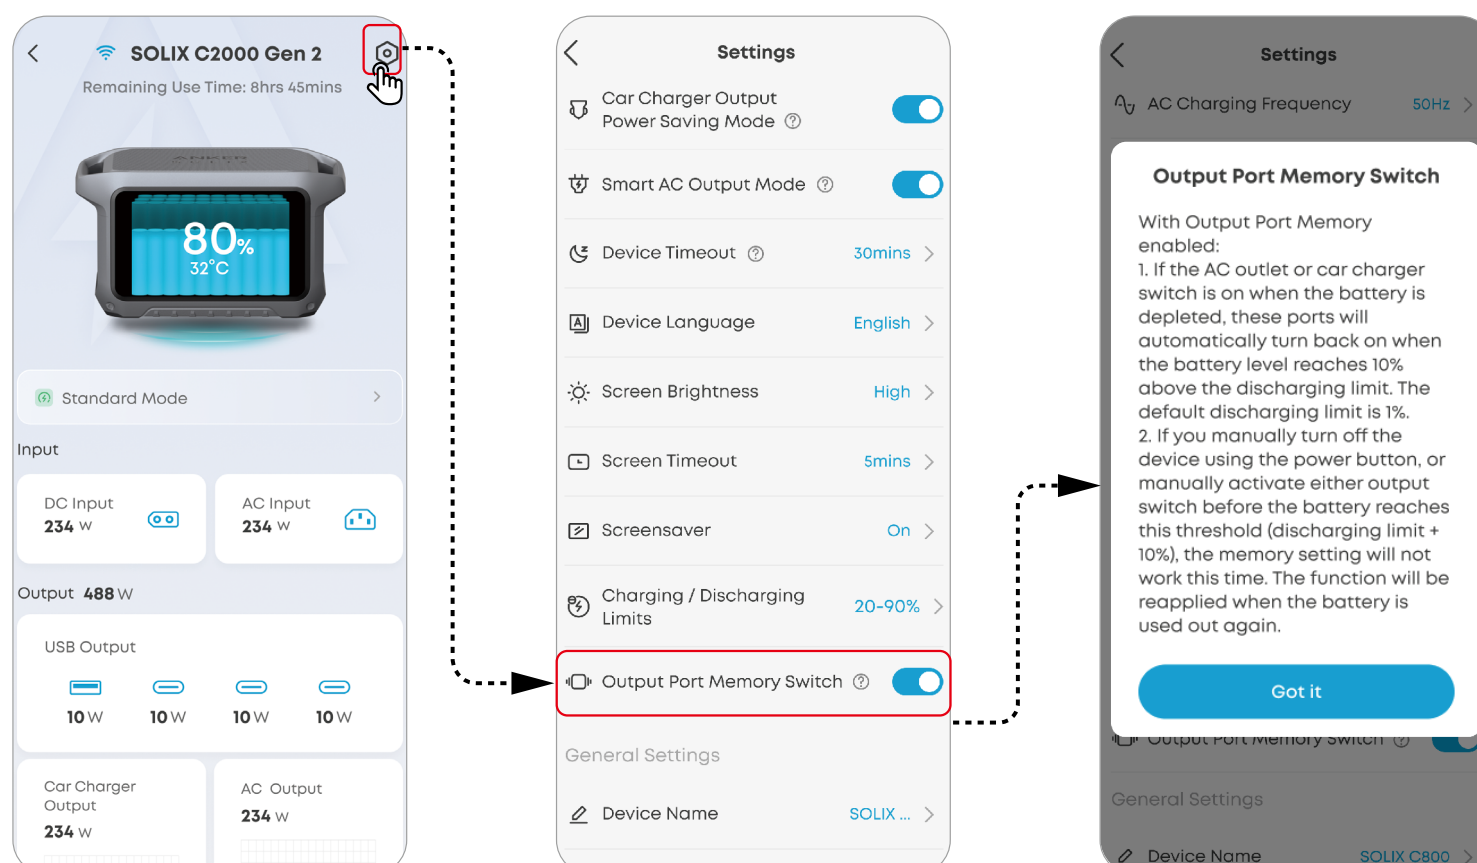 SOLIX C2000 Gen 2
Remaining Use Time: 8hrs 45mins
ANKER
80%
32°C
Standard Mode
Input
DC Input
234 W
AC Input
234 W
Output 488 W
USB Output
10 W 10 W 10 W 10 W
Car Charger
Output
234 W
AC Output
234 W
Settings
Car Charger Output
Power Saving Mode ?
Smart AC Output Mode ?
Device Timeout ? 30mins
Device Language English
Screen Brightness High
Screen Timeout 5mins
Screensaver On
Charging / Discharging
Limits 20-90%
Output Port Memory Switch ?
General Settings
Device Name SOLIX ...
Settings
AC Charging Frequency 50Hz
Output Port Memory Switch
With Output Port Memory
enabled:
1. If the AC outlet or car charger
switch is on when the battery is
depleted, these ports will
automatically turn back on when
the battery level reaches 10%
above the discharging limit. The
default discharging limit is 1%.
2. If you manually turn off the
device using the power button, or
manually activate either output
switch before the battery reaches
this threshold (discharging limit +
10%), the memory setting will not
work this time. The function will be
reapplied when the battery is
used out again.
Got it
Output Port Memory Switch ?
General Settings
Device Name SOLIX C800